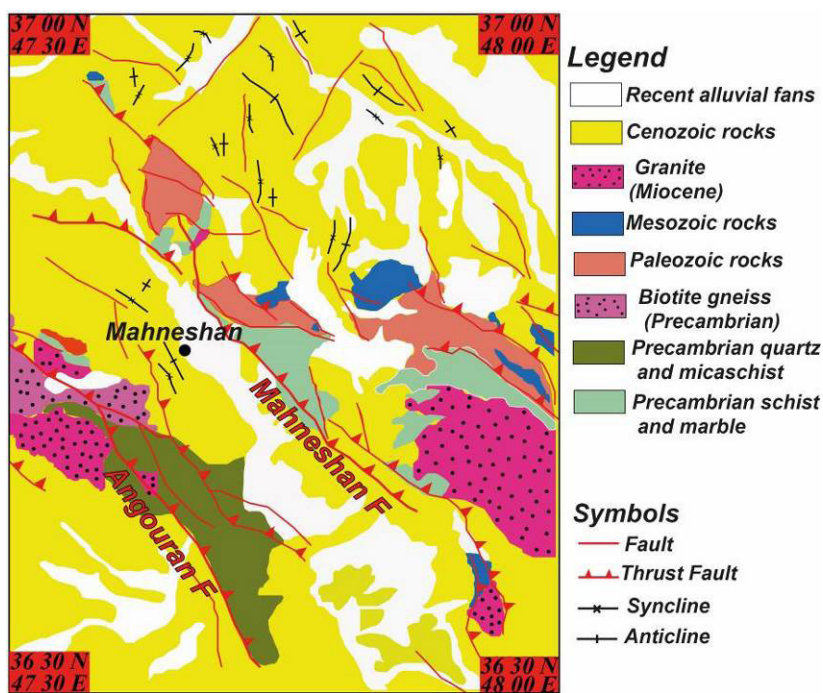 37 00 N
47 30 E
37 00 N
48 00 E
Mahneshan
Mahneshan F
Angouran F
36 30 N
47 30 E
36 30 N
48 00 E
Legend
Recent alluvial fans
Cenozoic rocks
Granite
(Miocene)
Mesozoic rocks
Paleozoic rocks
Biotite gneiss
(Precambrian)
Precambrian quartz
and micaschist
Precambrian schist
and marble
Symbols
Fault
Thrust Fault
Syncline
Anticline